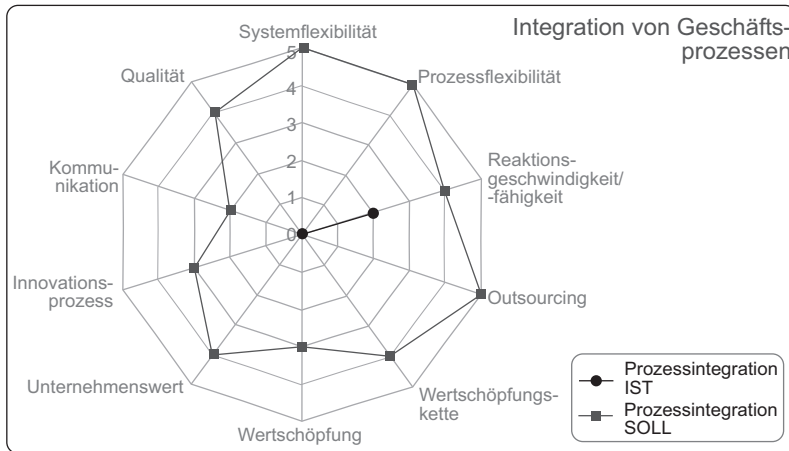 Integration von Geschäfts-
prozessen
Systemflexibilität
Qualität
Prozessflexibilität
Kommu-
nikation
Reaktions-
geschwindigkeit/
-fähigkeit
5
4
3
2
1
0
Innovations-
prozess
Outsourcing
Unternehmenswert
Wertschöpfungs-
kette
Wertschöpfung
Prozessintegration
IST
Prozessintegration
SOLL